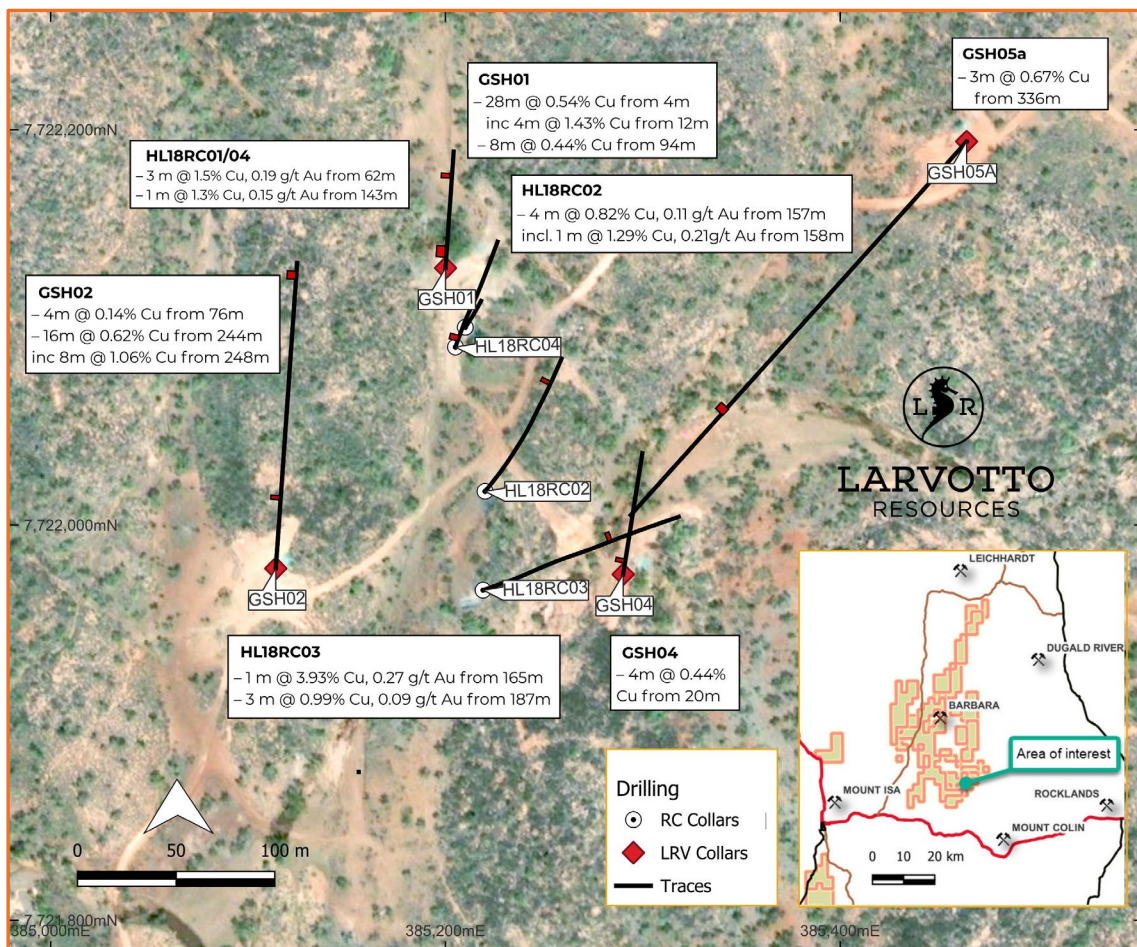 GSH05a
– 3m @ 0.67% Cu
from 336m
GSH01
– 28m @ 0.54% Cu from 4m
inc 4m @ 1.43% Cu from 12m
– 8m @ 0.44% Cu from 94m
7,722,200mN
HL18RC01/04
– 3 m @ 1.5% Cu, 0.19 g/t Au from 62m
– 1 m @ 1.3% Cu, 0.15 g/t Au from 143m
GSH05A
HL18RC02
– 4 m @ 0.82% Cu, 0.11 g/t Au from 157m
incl. 1 m @ 1.29% Cu, 0.21g/t Au from 158m
GSH02
– 4m @ 0.14% Cu from 76m
– 16m @ 0.62% Cu from 244m
inc 8m @ 1.06% Cu from 248m
GSH01
HL18RC04
L R
LARVOTTO
RESOURCES
HL18RC02
7,722,000mN
HL18RC03
GSH02
GSH04
HL18RC03
– 1 m @ 3.93% Cu, 0.27 g/t Au from 165m
– 3 m @ 0.99% Cu, 0.09 g/t Au from 187m
GSH04
– 4m @ 0.44%
Cu from 20m
LEICHHARDT
DUGALD RIVER
BARBARA
Area of interest
MOUNT ISA
ROCKLANDS
MOUNT COLIN
0 10 20 km
Drilling
RC Collars
LRV Collars
Traces
0 50 100 m
7,721,800mN
385,000mE
385,200mE
385,400mE